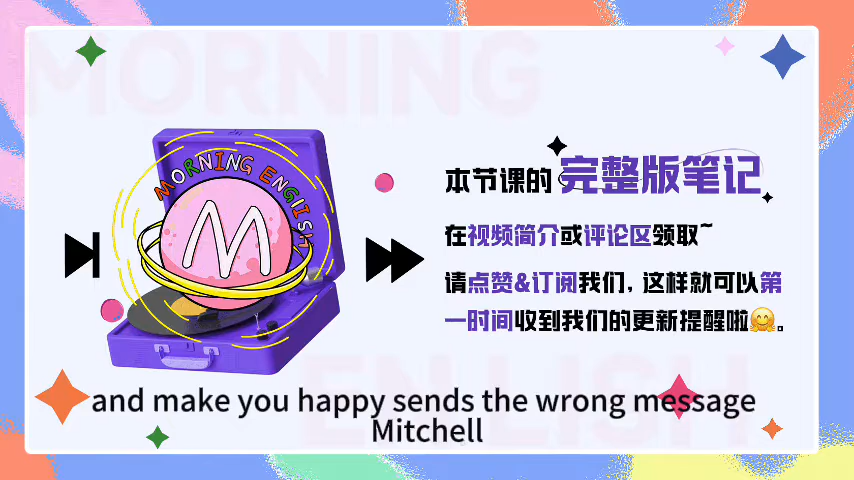 MORNING
MORNING ENGLISH
M
本节课的 完整版笔记
在视频简介或评论区领取~
请点赞&订阅我们，这样就可以第
一时间收到我们的更新提醒啦🤗。
ENLISH
and make you happy sends the wrong message
Mitchell